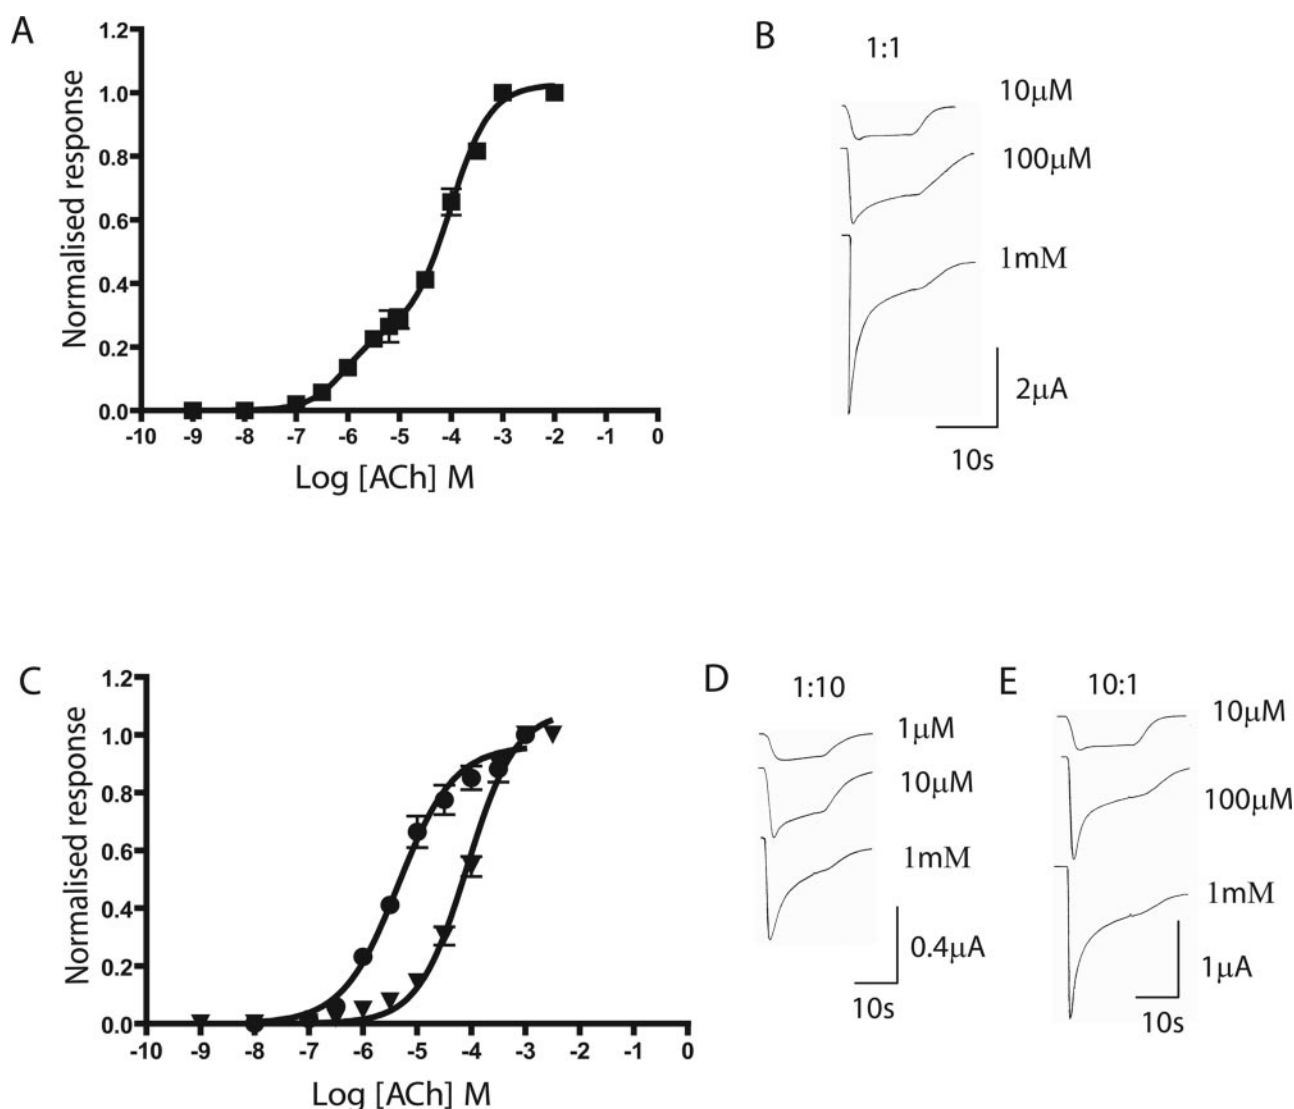 A
1.2
1.0
0.8
0.6
0.4
0.2
0.0
-10 -9 -8 -7 -6 -5 -4 -3 -2 -1 0
Normalised response
Log [ACh] M
B
1:1
10μM
100μM
1mM
2μA
10s
C
1.2
1.0
0.8
0.6
0.4
0.2
0.0
-10 -9 -8 -7 -6 -5 -4 -3 -2 -1 0
Normalised response
Log [ACh] M
D
1:10
1μM
10μM
1mM
0.4μA
10s
E
10:1
10μM
100μM
1mM
1μA
10s